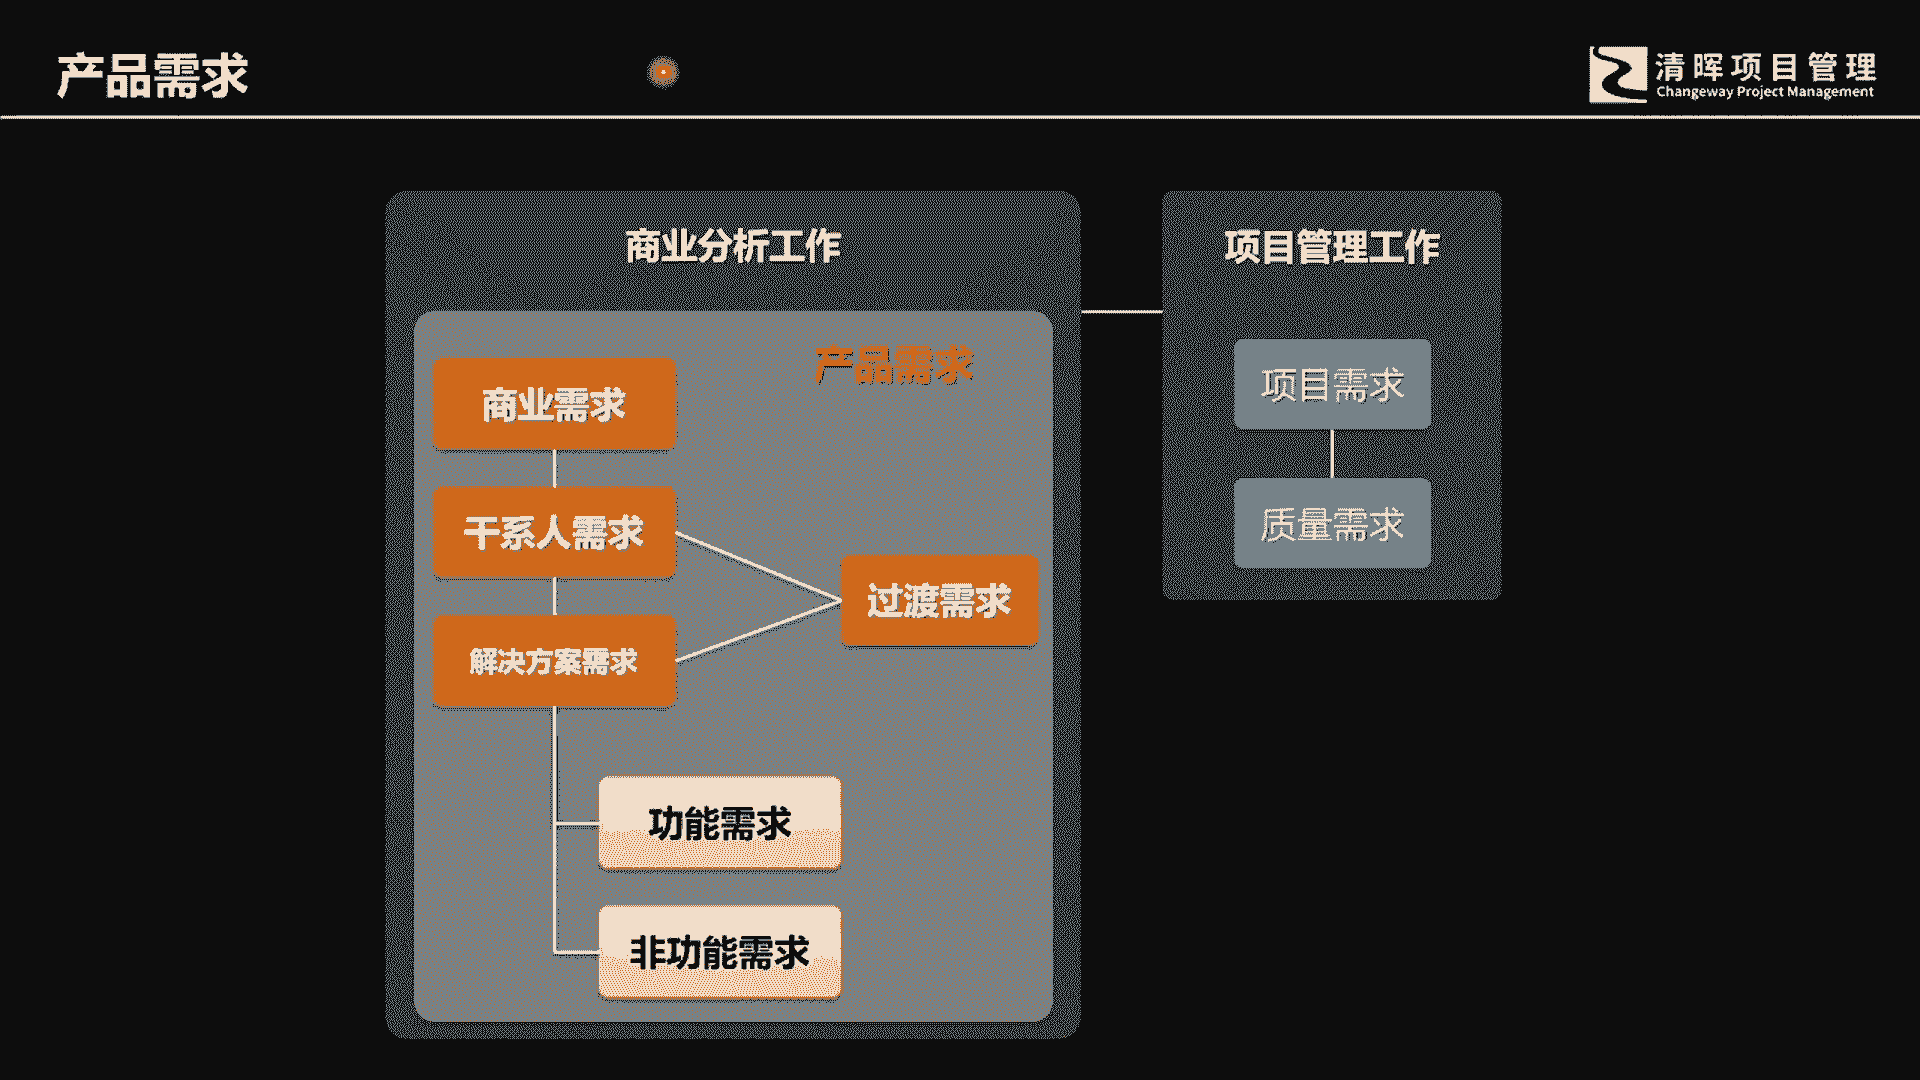 产品需求
清晖项目管理
Changeway Project Management
商业分析工作
产品需求
商业需求
干系人需求
解决方案需求
过渡需求
功能需求
非功能需求
项目管理工作
项目需求
质量需求